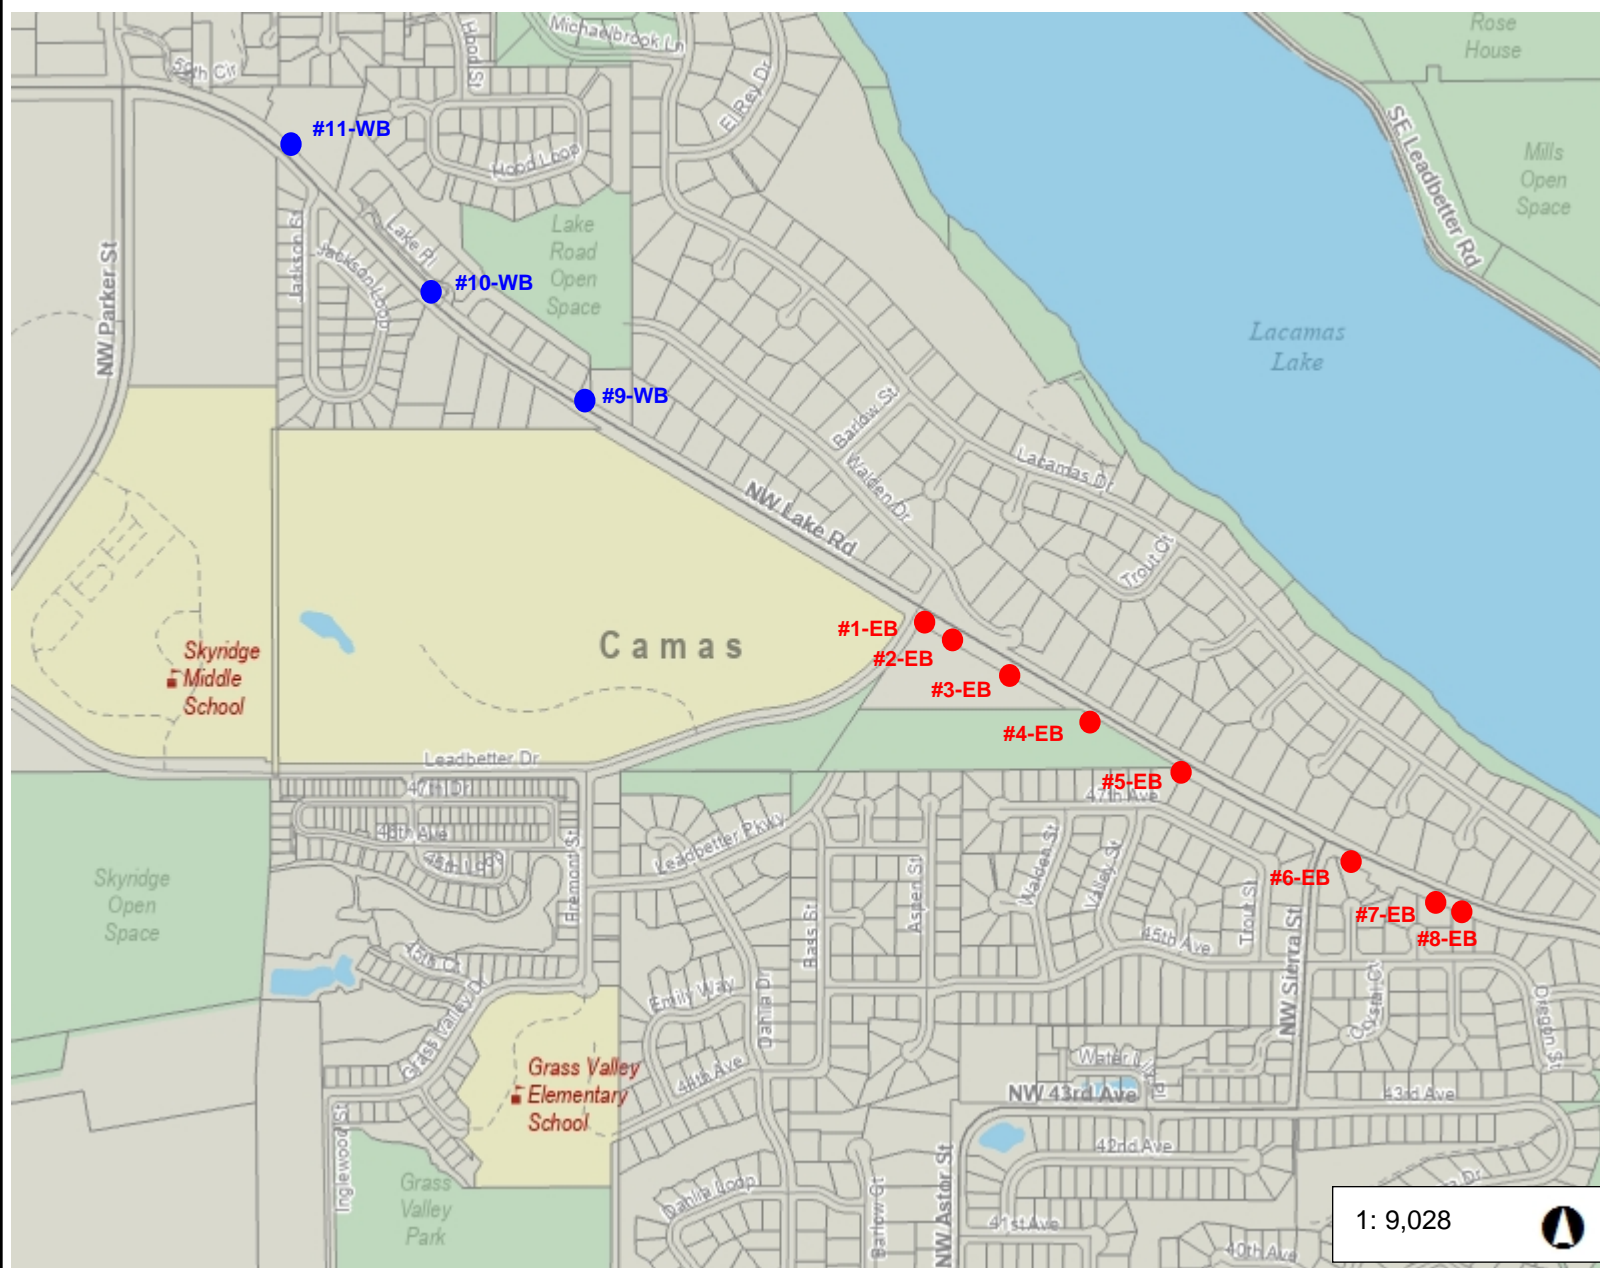 Michaelbrook Ln
Rose
House
Hood St
50th Cir
El Rey Dr
SE Leadbetter Rd
#11-WB
Hood Loop
Mills
Open
Space
Lake
Road
Open
Space
Lake Pl
NW Parker St
Jackson Loop
#10-WB
Lacamas
Lake
#9-WB
Barlow St
Walden Dr
Lacamas Dr
NW Lake Rd
Trout Ct
#1-EB
Camas
#2-EB
Skyridge
Middle
School
#3-EB
#4-EB
Leadbetter Dr
#5-EB
47th Dr
47th Ave
46th Ave
Leadbetter Pkwy
Fremont St
Walden St
Valley St
Aspen St
#6-EB
Skyridge
Open
Space
Trout St
#7-EB
Bass St
#8-EB
NW Sierra St
45th Ave
45th Ct
Emily Way
Dahlia Dr
Grass Valley Dr
Oregon St
Grass Valley
Elementary
School
44th Ave
NW 43rd Ave
43rd Ave
Inglewood St
42nd Ave
NW Astor St
Grass
Valley
Park
Dahlia Loop
Barlow Ct
41st Ave
40th Ave
1: 9,028